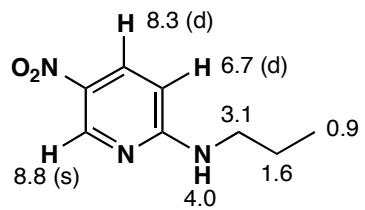 H 8.3 (d)
O₂N H 6.7 (d)
3.1 0.9
H N N 1.6
8.8 (s) H
4.0